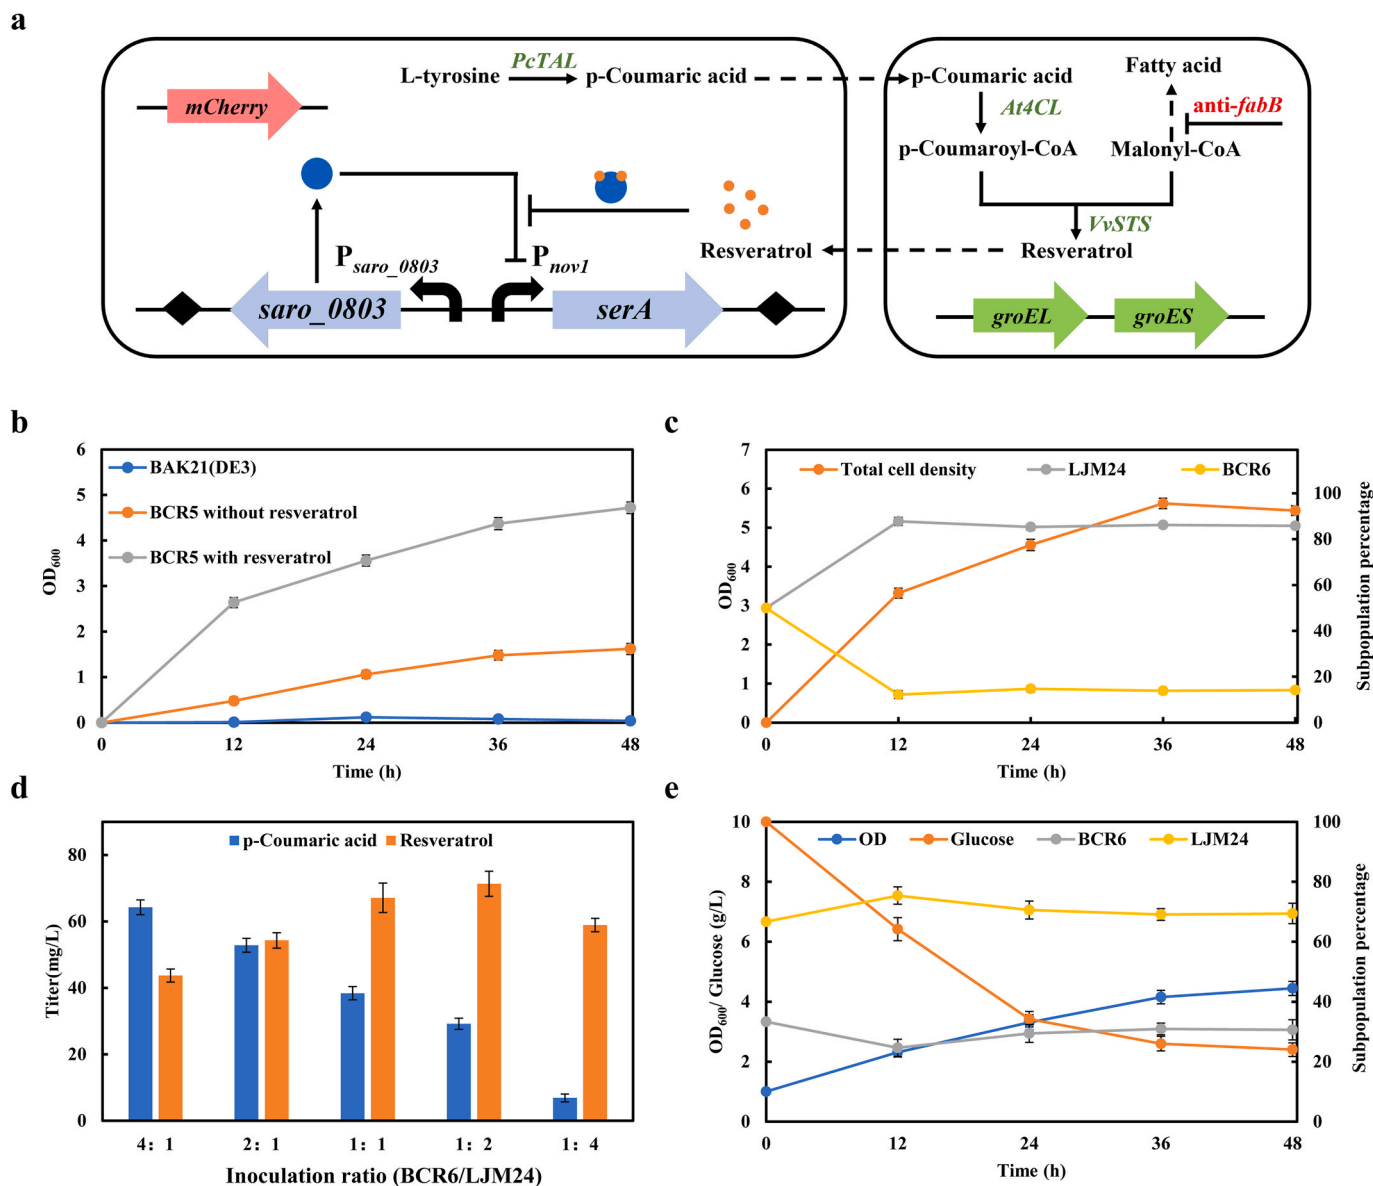 a
PcTAL
L-tyrosine
p-Coumaric acid
p-Coumaric acid
Fatty acid
mCherry
At4CL
anti-fabB
p-Coumaroyl-CoA
Malonyl-CoA
VvSTS
Resveratrol
Resveratrol
P saro_0803
P nov1
saro_0803
serA
groEL
groES
b
6
5
4
3
2
1
0
OD600
BAK21(DE3)
BCR5 without resveratrol
BCR5 with resveratrol
0 12 24 36 48
Time (h)
c
7
6
5
4
3
2
1
0
OD600
Total cell density LJM24 BCR6
100
80
60
40
20
0
Subpopulation percentage
0 12 24 36 48
Time (h)
d
80
60
40
20
0
Titer(mg/L)
p-Coumaric acid Resveratrol
4: 1 2: 1 1: 1 1: 2 1: 4
Inoculation ratio (BCR6/LJM24)
e
10
8
6
4
2
0
OD600/ Glucose (g/L)
OD Glucose BCR6 LJM24
100
80
60
40
20
0
Subpopulation percentage
0 12 24 36 48
Time (h)